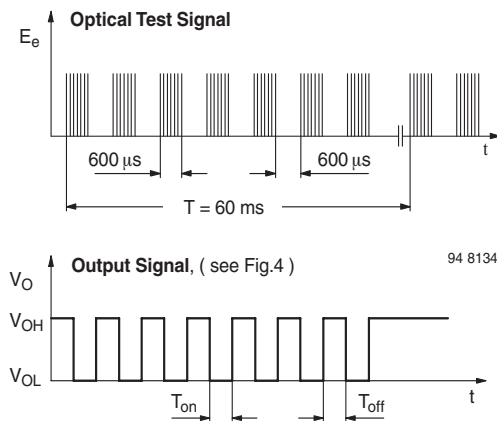 Optical Test Signal
Ee
600 μs
600 μs
t
T = 60 ms
94 8134
Output Signal, ( see Fig.4 )
VO
VOH
VOL
Ton
Toff
t